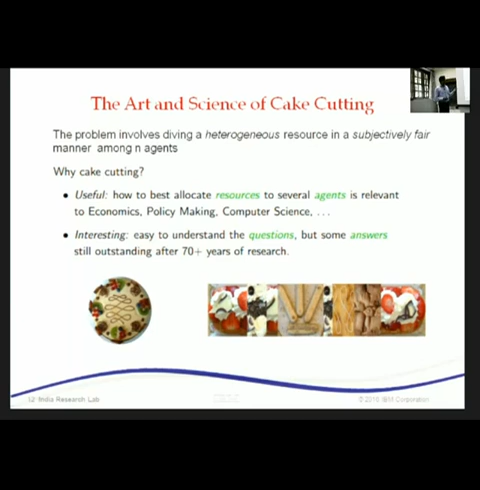 The Art and Science of Cake Cutting
The problem involves diving a heterogeneous resource in a subjectively fair
manner among n agents
Why cake cutting?
• Useful: how to best allocate resources to several agents is relevant
to Economics, Policy Making, Computer Science, . . .
• Interesting: easy to understand the questions, but some answers
still outstanding after 70+ years of research.
India Research Lab
IBM Corporation